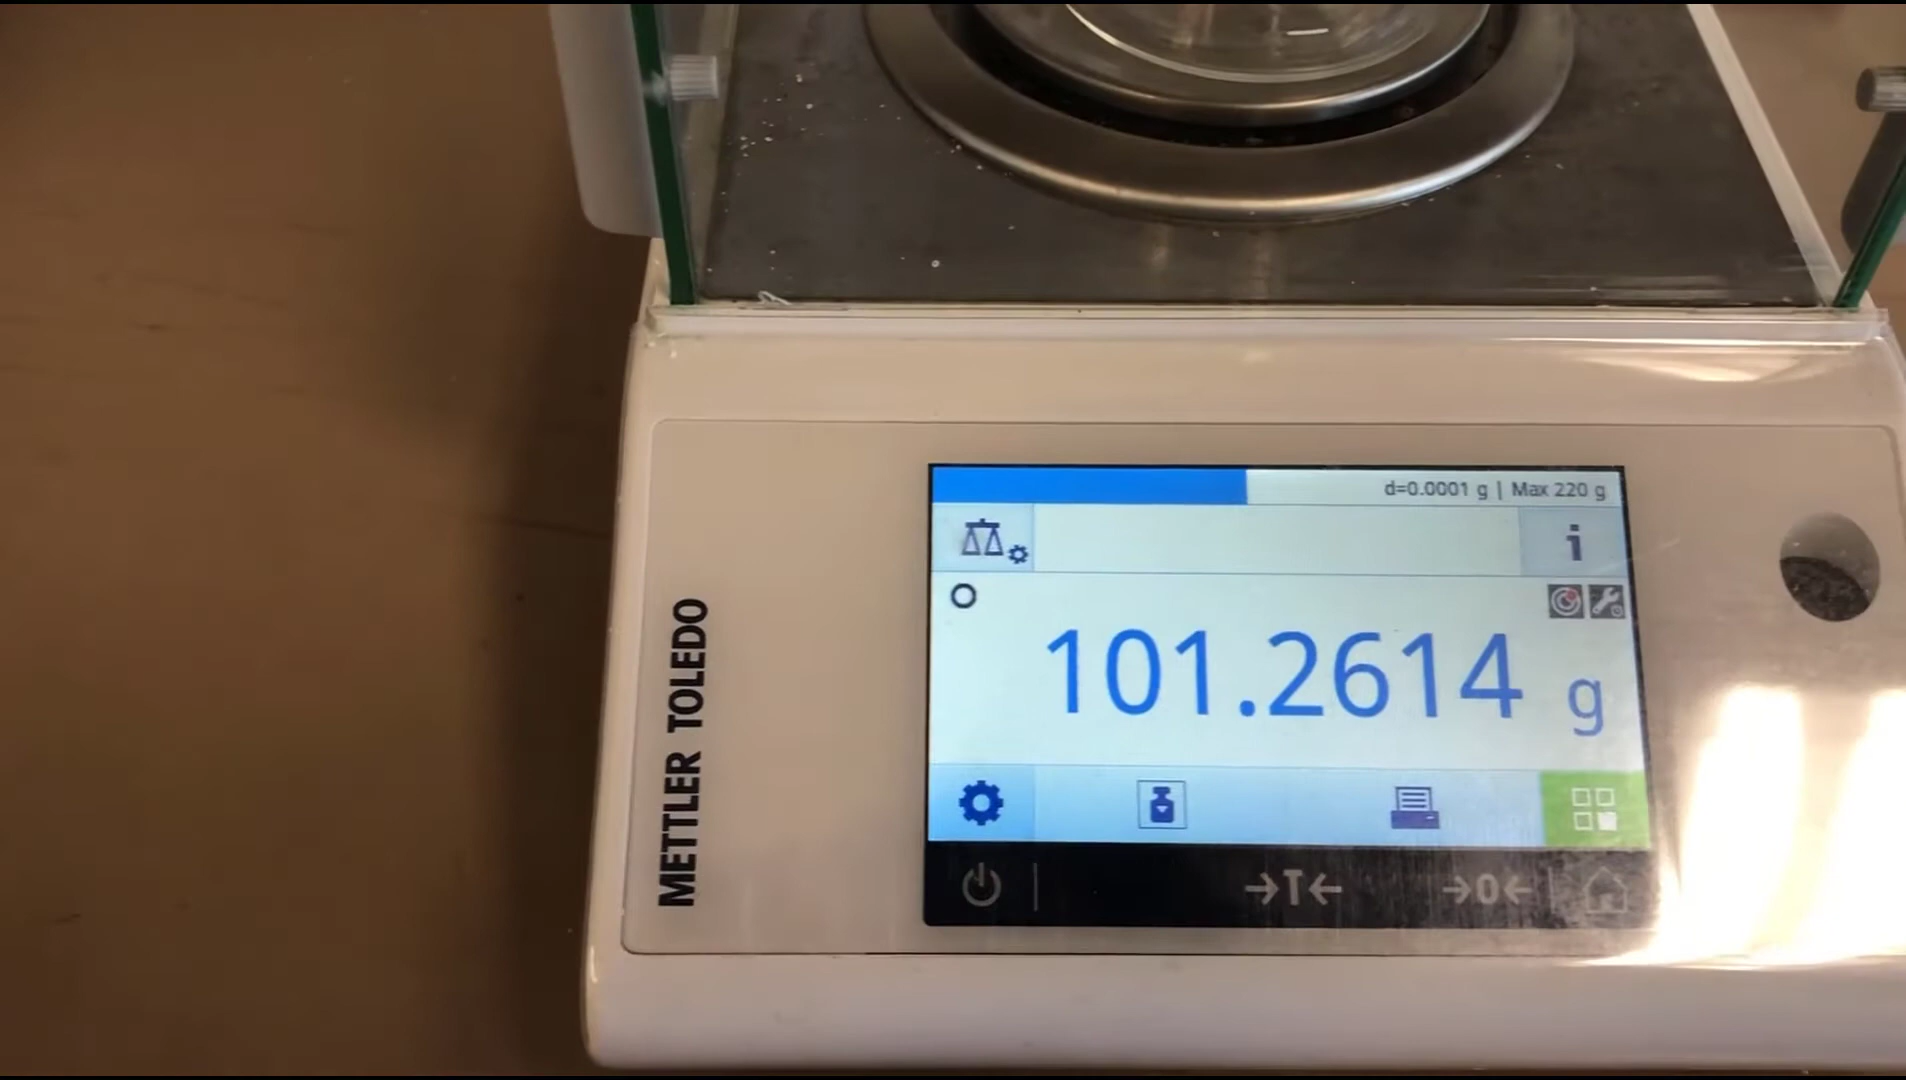 d=0.0001 g | Max 220 g
i
101.2614 g
METTLER TOLEDO
→T← →0←